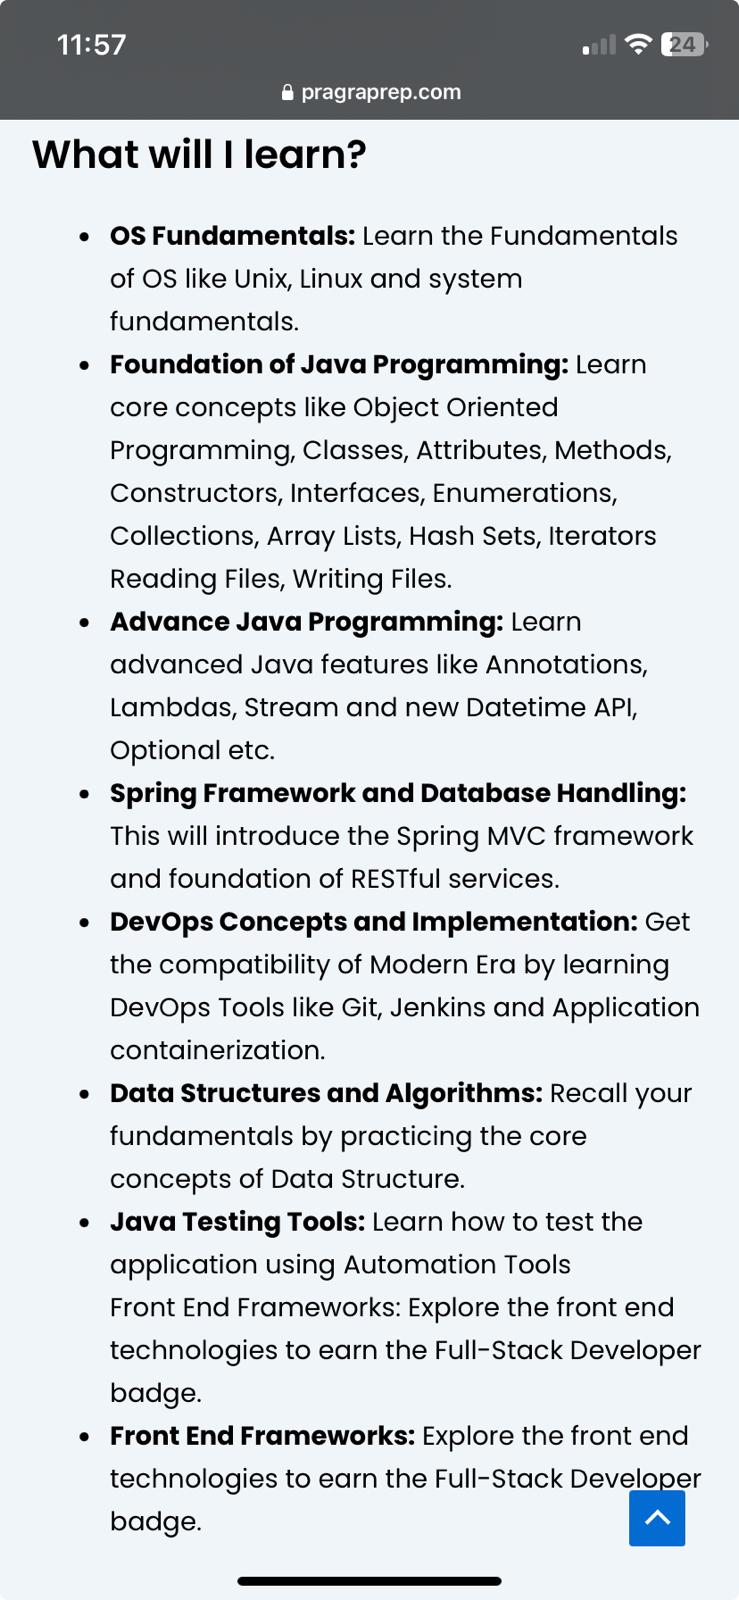 11:57
24
pragraprep.com
What will I learn?
• OS Fundamentals: Learn the Fundamentals
of OS like Unix, Linux and system
fundamentals.
• Foundation of Java Programming: Learn
core concepts like Object Oriented
Programming, Classes, Attributes, Methods,
Constructors, Interfaces, Enumerations,
Collections, Array Lists, Hash Sets, Iterators
Reading Files, Writing Files.
• Advance Java Programming: Learn
advanced Java features like Annotations,
Lambdas, Stream and new Datetime API,
Optional etc.
• Spring Framework and Database Handling:
This will introduce the Spring MVC framework
and foundation of RESTful services.
• DevOps Concepts and Implementation: Get
the compatibility of Modern Era by learning
DevOps Tools like Git, Jenkins and Application
containerization.
• Data Structures and Algorithms: Recall your
fundamentals by practicing the core
concepts of Data Structure.
• Java Testing Tools: Learn how to test the
application using Automation Tools
Front End Frameworks: Explore the front end
technologies to earn the Full-Stack Developer
badge.
• Front End Frameworks: Explore the front end
technologies to earn the Full-Stack Developer
badge.